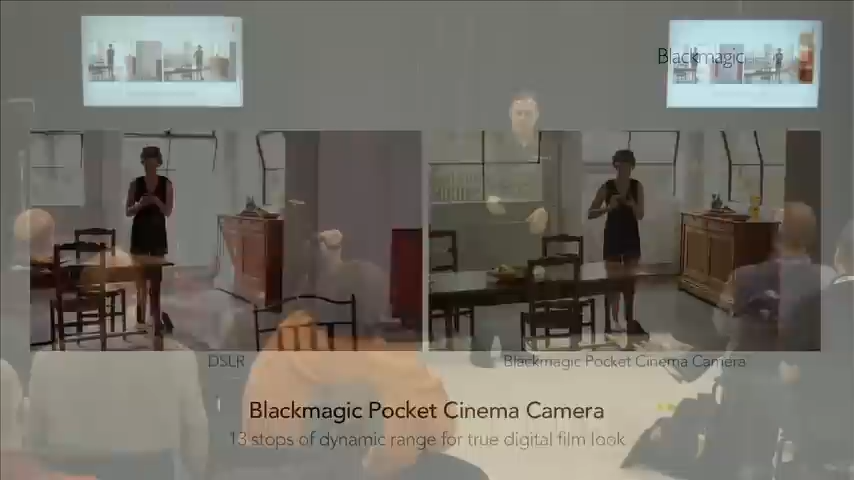 Blackmagic
DSLR
Blackmagic Pocket Cinema Camera
Blackmagic Pocket Cinema Camera
13 stops of dynamic range for true digital film look